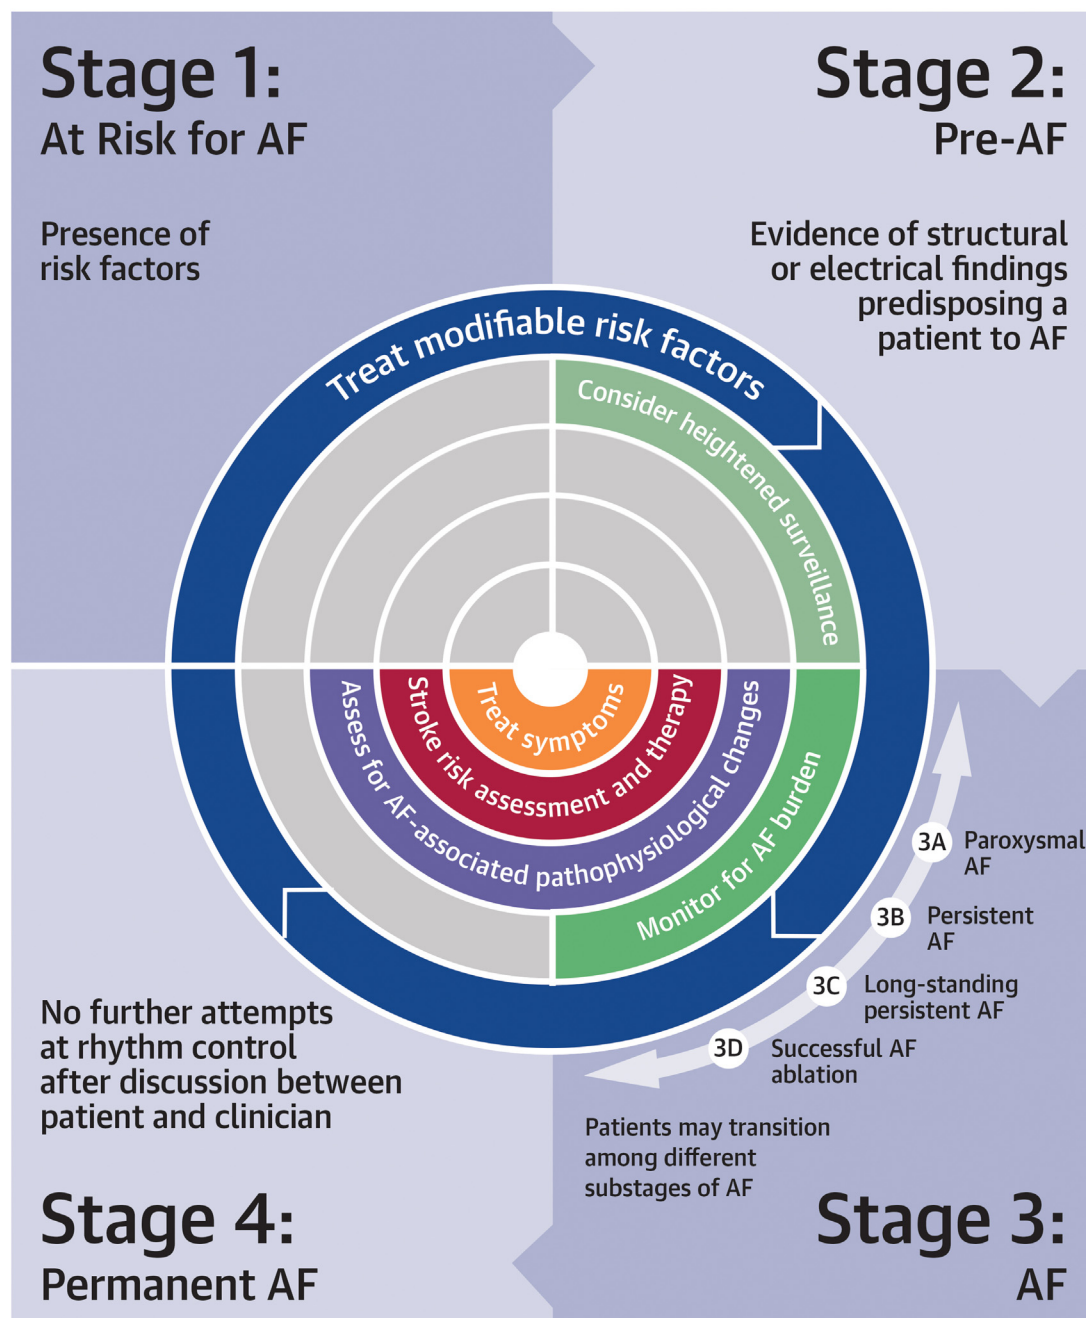 Stage 1:
At Risk for AF
Presence of
risk factors
Stage 2:
Pre-AF
Evidence of structural
or electrical findings
predisposing a
patient to AF
Treat modifiable risk factors
Consider heightened surveillance
Treat symptoms
Stroke risk assessment and therapy
Assess for AF-associated pathophysiological changes
Monitor for AF burden
3A Paroxysmal
AF
3B Persistent
AF
3C Long-standing
persistent AF
3D Successful AF
ablation
Patients may transition
among different
substages of AF
Stage 3:
AF
No further attempts
at rhythm control
after discussion between
patient and clinician
Stage 4:
Permanent AF